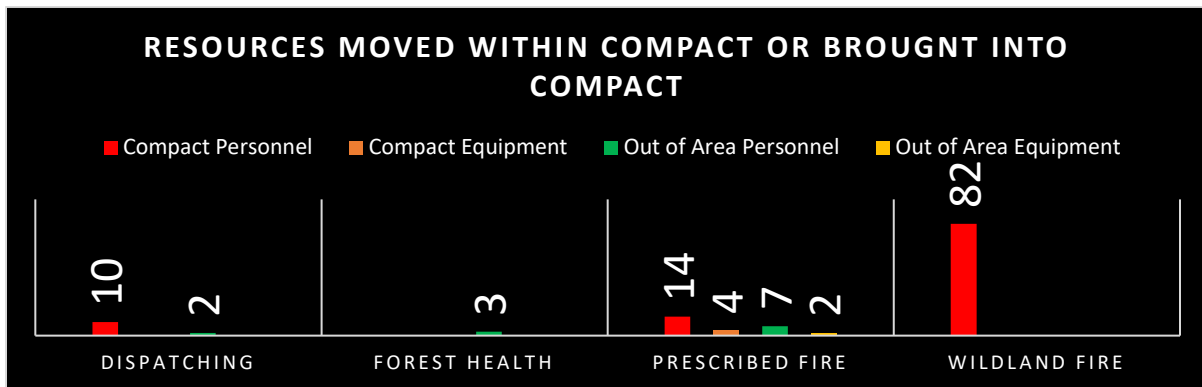 RESOURCES MOVED WITHIN COMPACT OR BROUGNT INTO
COMPACT
Compact Personnel Compact Equipment Out of Area Personnel Out of Area Equipment
10 2 3 14 4 7 2 82
DISPATCHING FOREST HEALTH PRESCRIBED FIRE WILDLAND FIRE